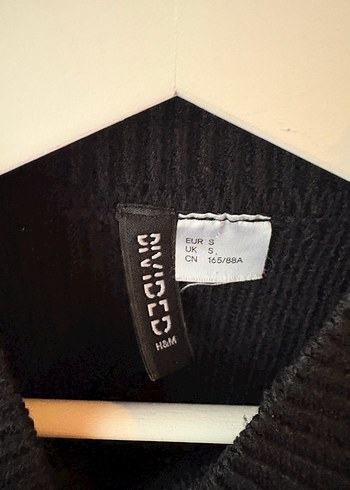 DIVIDED
H&M
EUR S
UK S
CN 165/88A